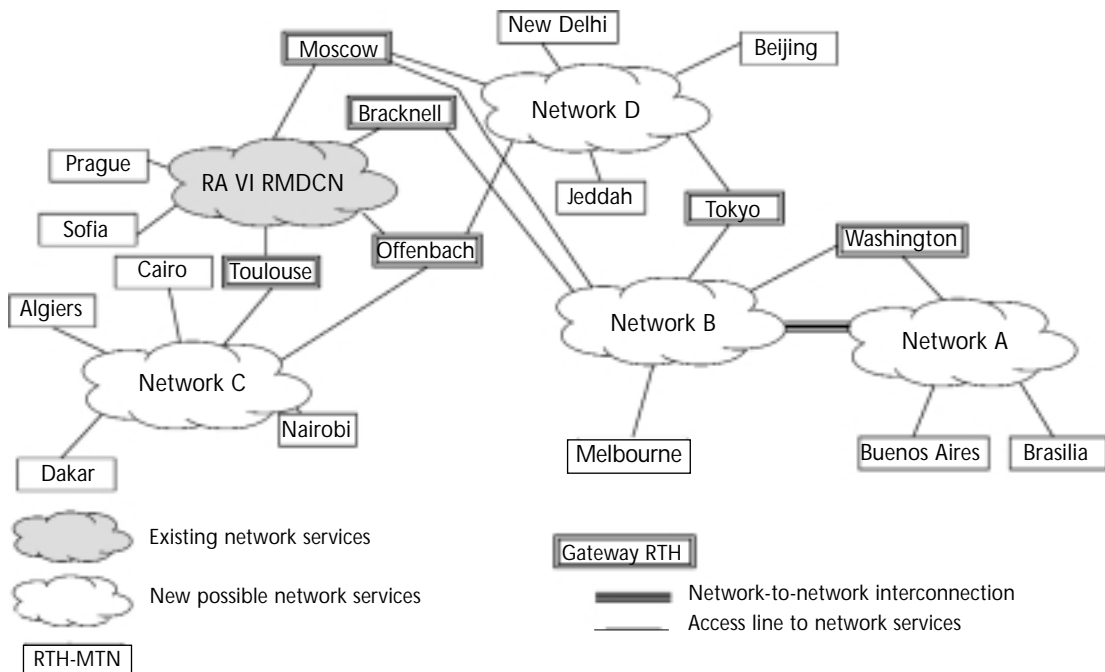 New Delhi
Moscow
Beijing
Network D
Bracknell
Prague
RA VI RMDCN
Jeddah
Tokyo
Sofia
Offenbach
Washington
Cairo
Toulouse
Algiers
Network B
Network A
Network C
Nairobi
Melbourne
Buenos Aires
Brasilia
Dakar
Existing network services
Gateway RTH
New possible network services
Network-to-network interconnection
Access line to network services
RTH-MTN